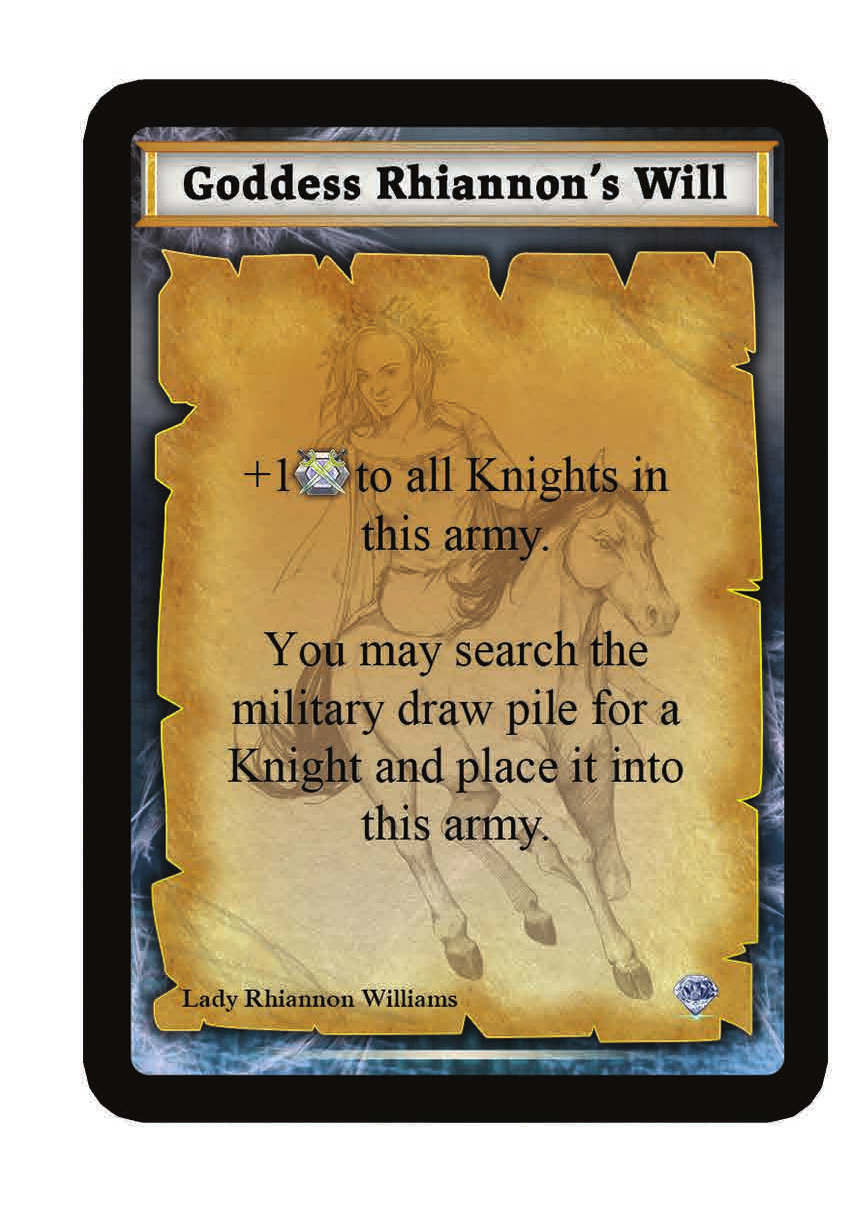 Goddess Rhiannon's Will
+1 to all Knights in
this army.
You may search the
military draw pile for a
Knight and place it into
this army.
Lady Rhiannon Williams